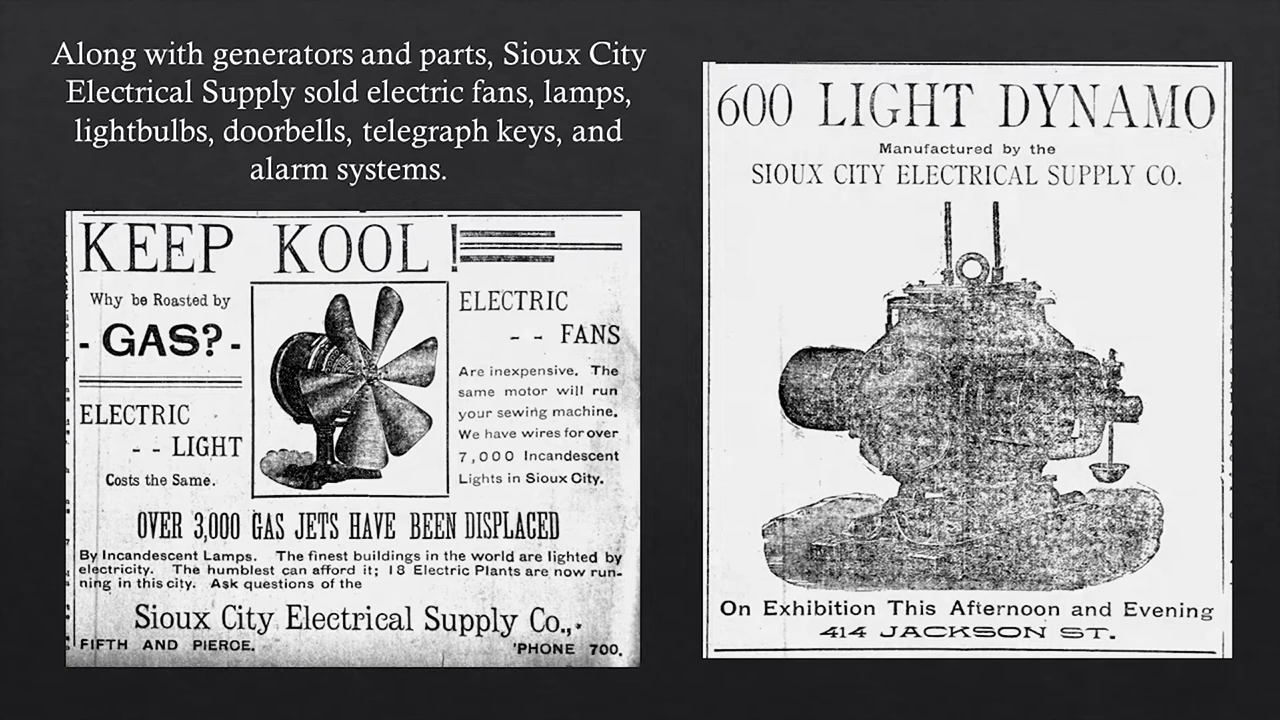 Along with generators and parts, Sioux City
Electrical Supply sold electric fans, lamps,
lightbulbs, doorbells, telegraph keys, and
alarm systems.
KEEP KOOL!
Why be Roasted by
- GAS? -
ELECTRIC
- - LIGHT
Costs the Same.
ELECTRIC
- - FANS
Are inexpensive. The
same motor will run
your sewing machine.
We have wires for over
7,000 Incandescent
Lights in Sioux City.
OVER 3,000 GAS JETS HAVE BEEN DISPLACED
By Incandescent Lamps. The finest buildings in the world are lighted by
electricity. The humblest can afford it; 18 Electric Plants are now run-
ning in this city. Ask questions of the
Sioux City Electrical Supply Co.,
FIFTH AND PIERCE. 'PHONE 700.
600 LIGHT DYNAMO
Manufactured by the
SIOUX CITY ELECTRICAL SUPPLY CO.
On Exhibition This Afternoon and Evening
414 JACKSON ST.